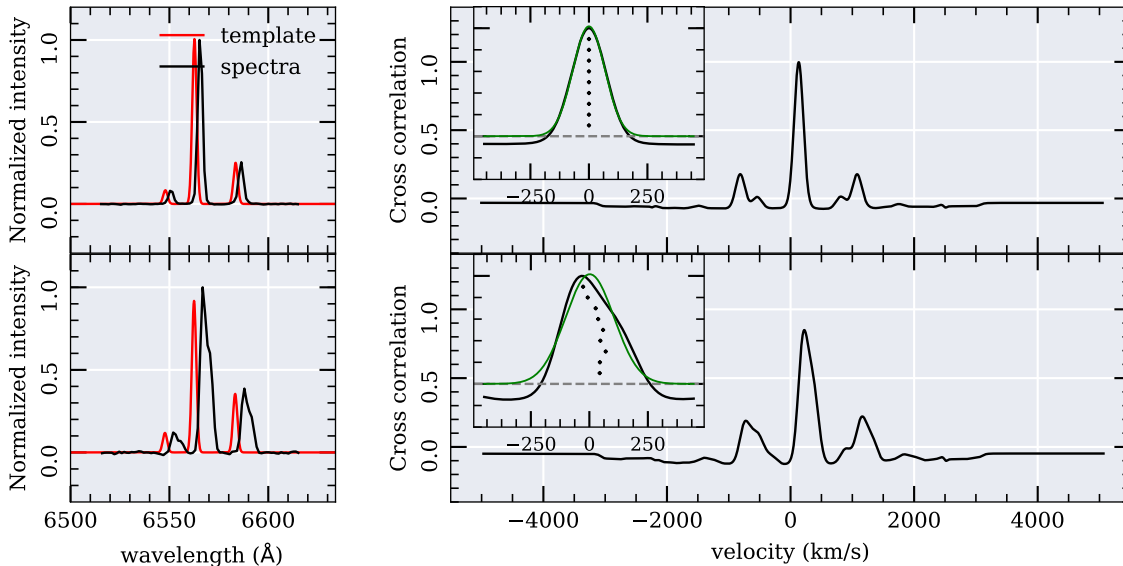 template
spectra
Normalized intensity
1.0
0.5
0.0
Normalized intensity
1.0
0.5
0.0
6500 6550 6600
wavelength (Å)
Cross correlation
1.0
0.5
0.0
−250 0 250
Cross correlation
1.0
0.5
0.0
−250 0 250
−4000 −2000 0 2000 4000
velocity (km/s)